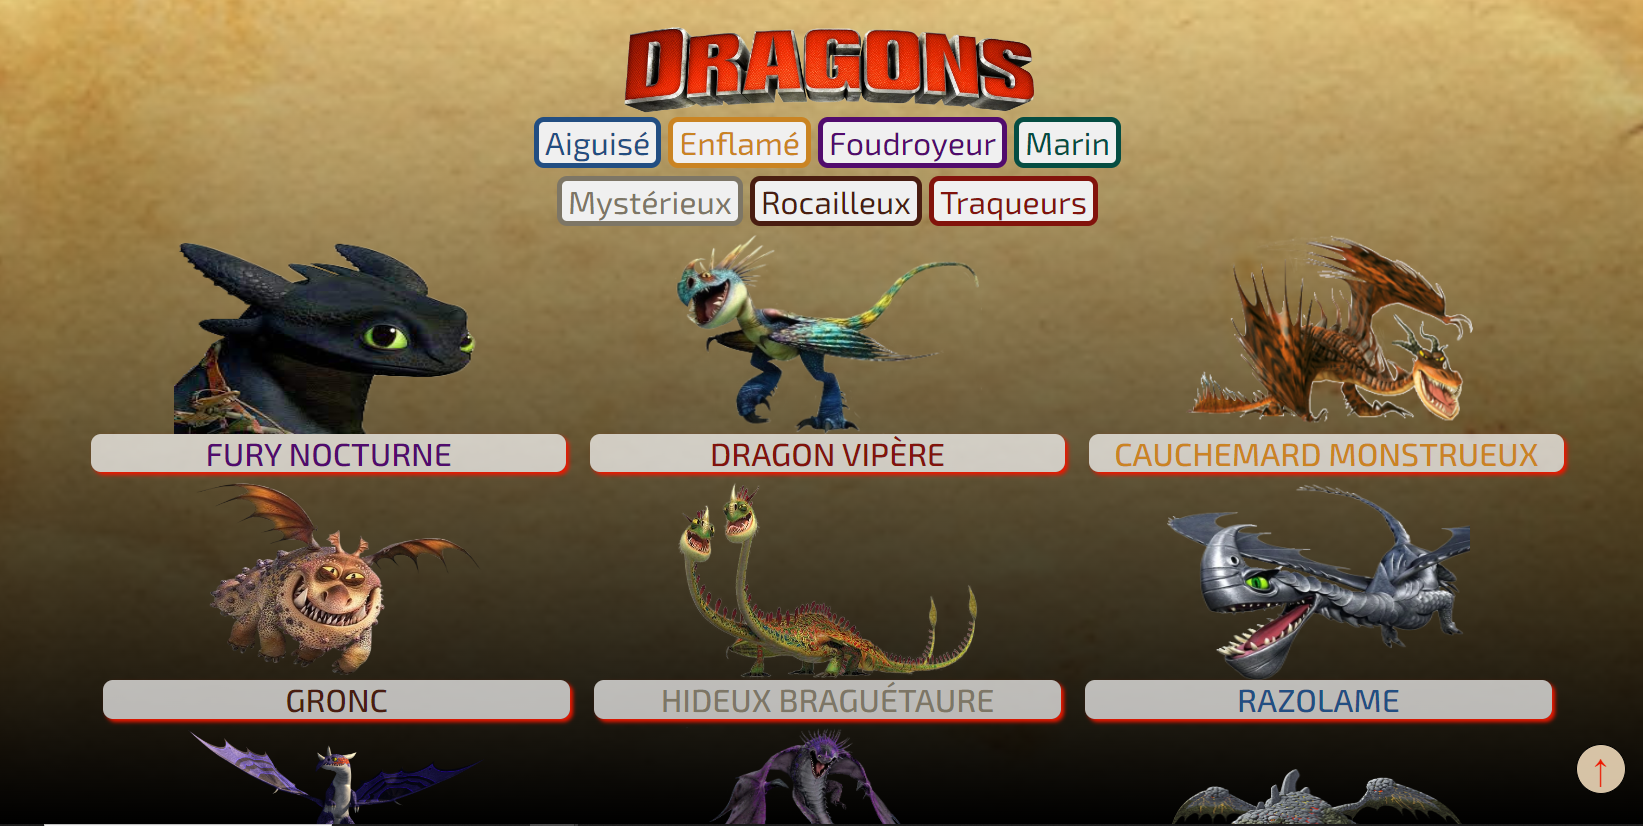 DRAGONS
Aiguisé Enflamé Foudroyeur Marin
Mystérieux Rocailleux Traqueurs
FURY NOCTURNE DRAGON VIPÈRE CAUCHEMARD MONSTRUEUX
GRONC HIDEUX BRAGUÉTAURE RAZOLAME
↑